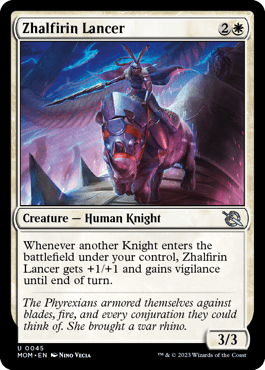 Zhalfirin Lancer 2
Creature — Human Knight
Whenever another Knight enters the
battlefield under your control, Zhalfirin
Lancer gets +1/+1 and gains vigilance
until end of turn.
The Phyrexians armored themselves against
blades, fire, and every conjuration they could
think of. She brought a war rhino.
3/3
U 0045
MOM • EN Nino Vecia ™ & © 2023 Wizards of the Coast